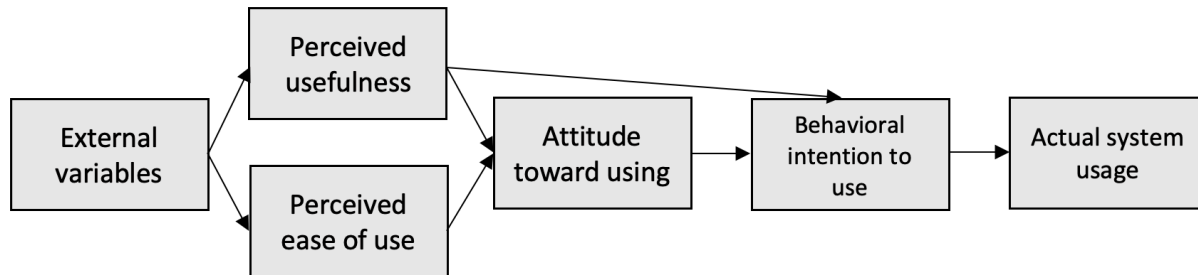 External
variables
Perceived
usefulness
Perceived
ease of use
Attitude
toward using
Behavioral
intention to
use
Actual system
usage